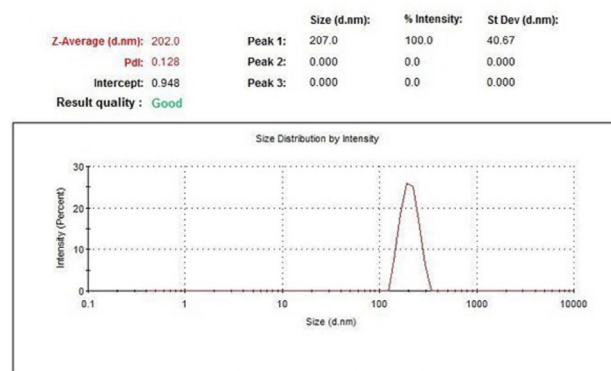 Size (d.nm): % Intensity: St Dev (d.nm):
Z-Average (d.nm): 202.0 Peak 1: 207.0 100.0 40.67
PdI: 0.128 Peak 2: 0.000 0.0 0.000
Intercept: 0.948 Peak 3: 0.000 0.0 0.000
Result quality : Good
Size Distribution by Intensity
30
20
10
0
Intensity (Percent)
0.1 1 10 100 1000 10000
Size (d.nm)